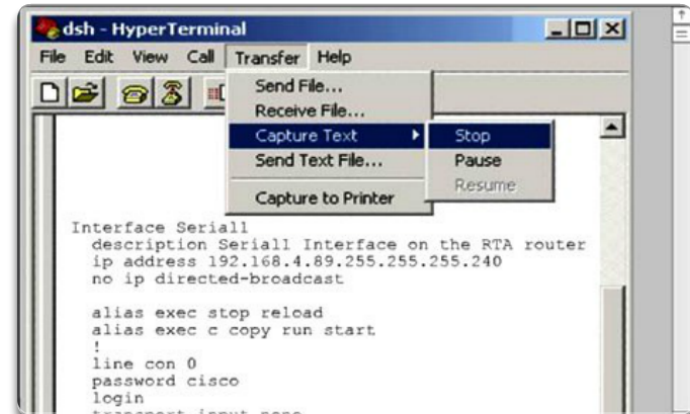 dsh - HyperTerminal
File Edit View Call Transfer Help
Send File...
Receive File...
Capture Text
Send Text File...
Capture to Printer
Stop
Pause
Resume
Interface Serial1
description Serial1 Interface on the RTA router
ip address 192.168.4.89.255.255.255.240
no ip directed-broadcast
alias exec stop reload
alias exec c copy run start
!
line con 0
password cisco
login
transport input none